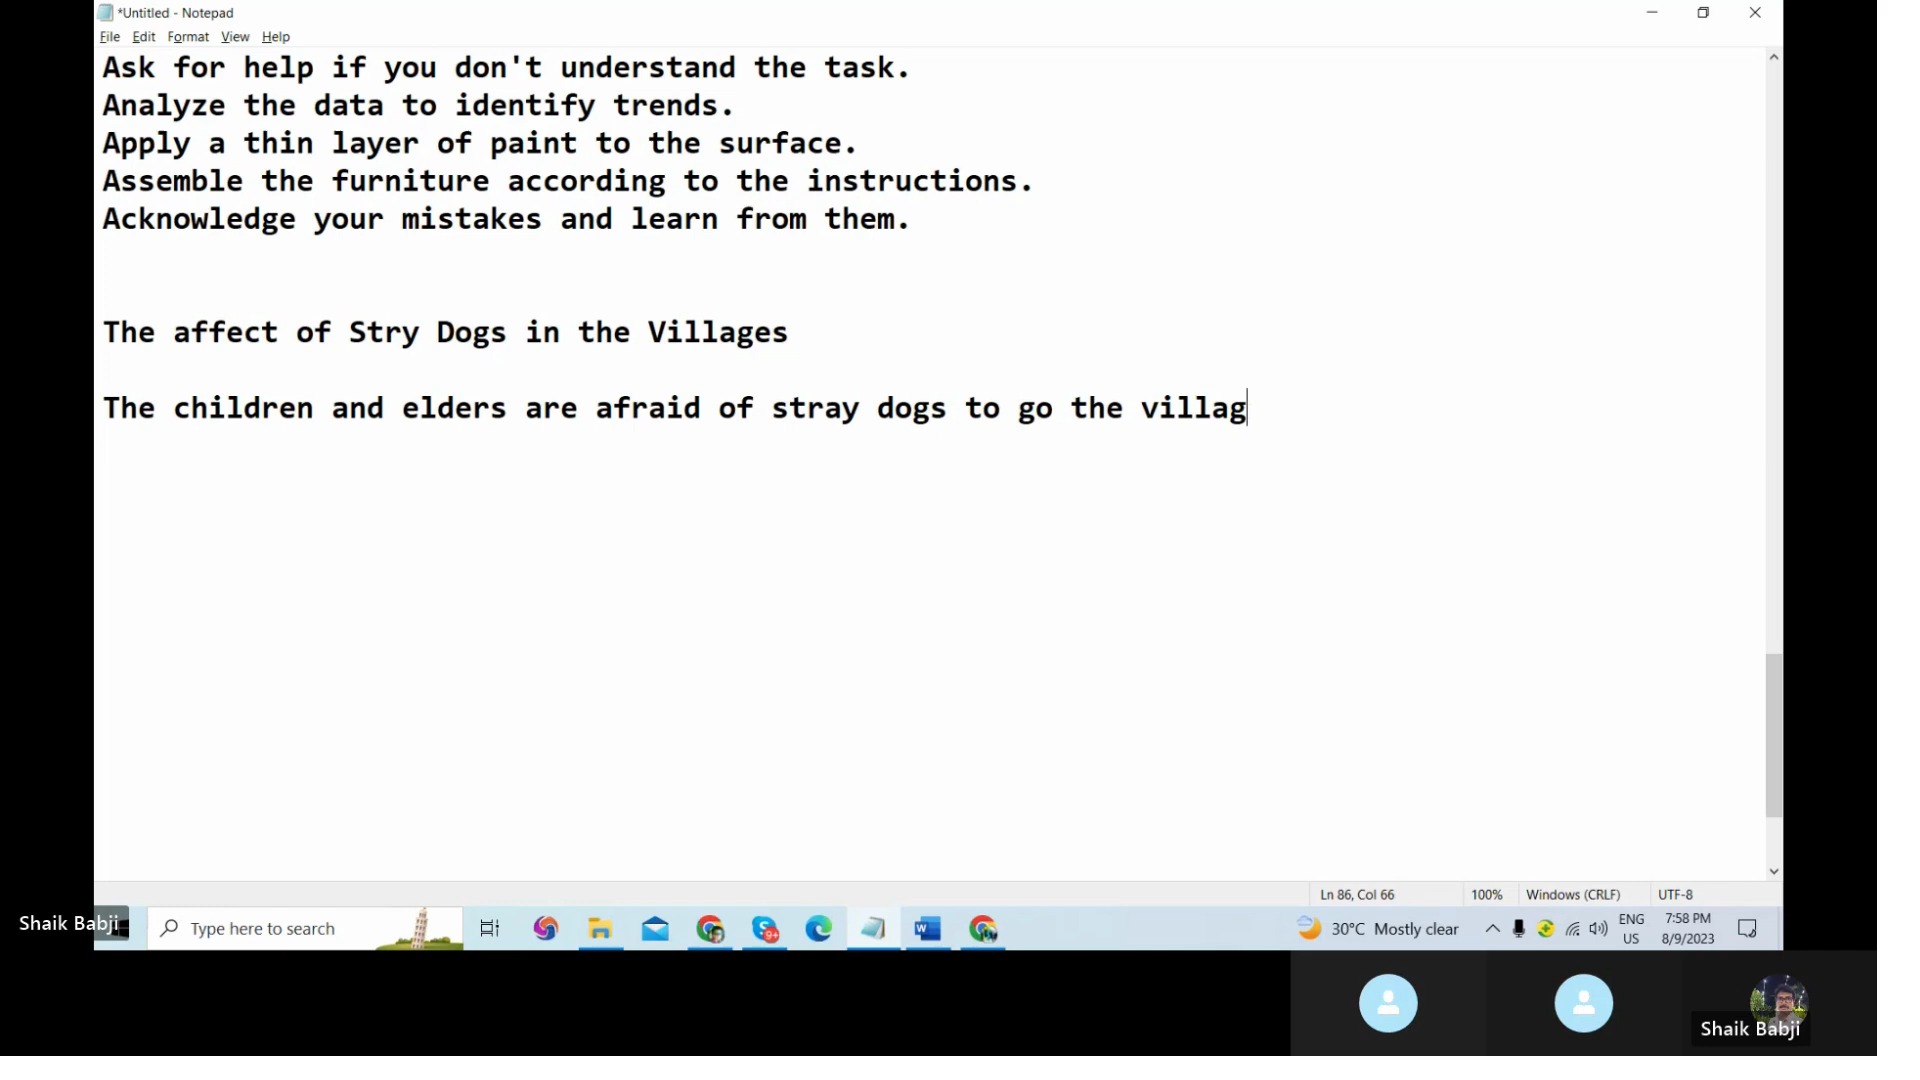 *Untitled - Notepad
File Edit Format View Help
Ask for help if you don't understand the task.
Analyze the data to identify trends.
Apply a thin layer of paint to the surface.
Assemble the furniture according to the instructions.
Acknowledge your mistakes and learn from them.
The affect of Stry Dogs in the Villages
The children and elders are afraid of stray dogs to go the villag
Ln 86, Col 66 100% Windows (CRLF) UTF-8
Shaik Babji
Type here to search
9+
W
30°C Mostly clear
ENG
US
7:58 PM
8/9/2023
Shaik Babji